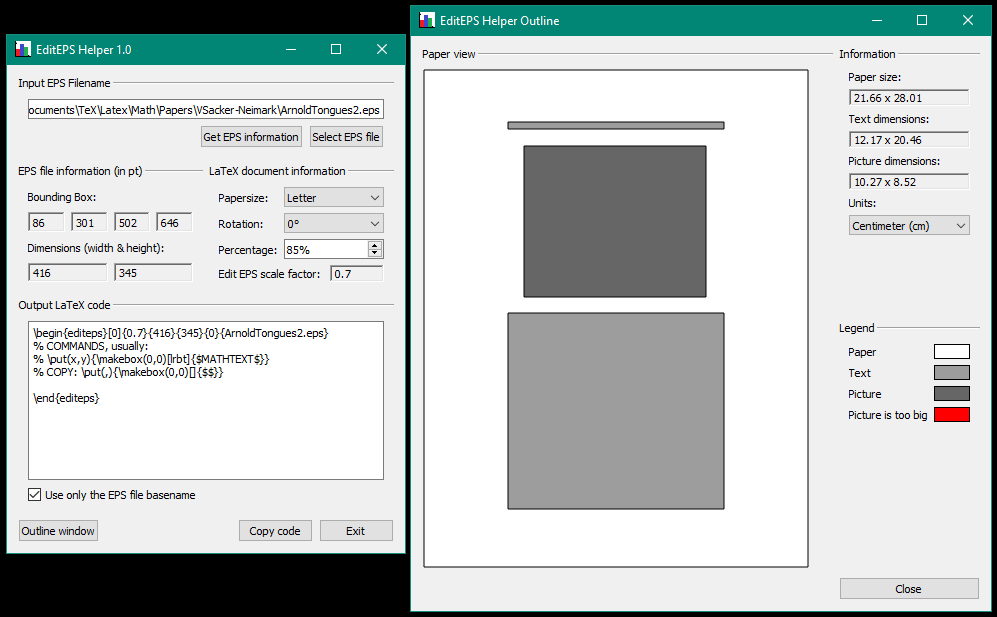 EditEPS Helper 1.0
Input EPS Filename
ocuments\TeX\Latex\Math\Papers\VSacker-Neimark\ArnoldTongues2.eps
Get EPS information
Select EPS file
EPS file information (in pt)
Bounding Box:
86
301
502
646
Dimensions (width & height):
416
345
LaTeX document information
Papersize:
Letter
Rotation:
0°
Percentage:
85%
Edit EPS scale factor:
0.7
Output LaTeX code
\begin{editeps}[0]{0.7}{416}{345}{0}{ArnoldTongues2.eps}
% COMMANDS, usually:
% \put(x,y){\makebox(0,0)[lrbt]{$MATHTEXT$}}
% COPY: \put(,){\makebox(0,0)[]{$$}}
\end{editeps}
Use only the EPS file basename
Outline window
Copy code
Exit
EditEPS Helper Outline
Paper view
Information
Paper size:
21.66 x 28.01
Text dimensions:
12.17 x 20.46
Picture dimensions:
10.27 x 8.52
Units:
Centimeter (cm)
Legend
Paper
Text
Picture
Picture is too big
Close